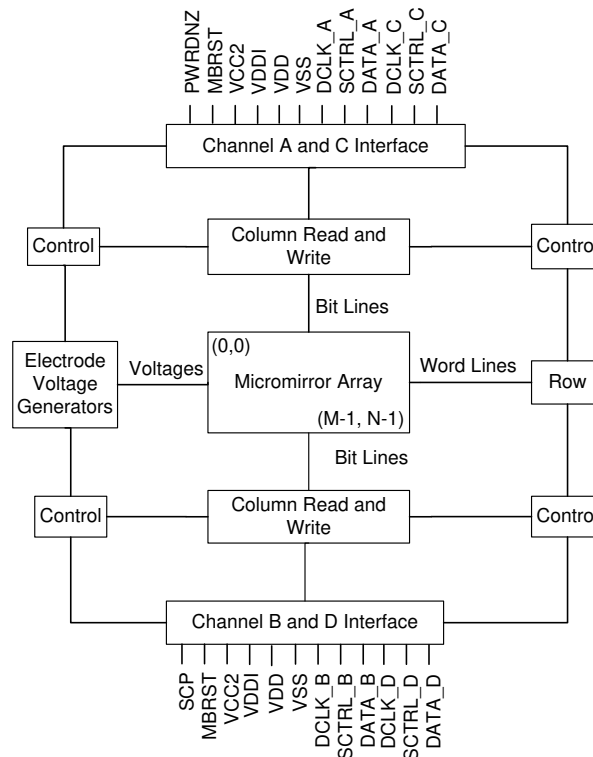 PWRDNZ
MBRST
VCC2
VDDI
VDD
VSS
DCLK_A
SCTRL_A
DATA_A
DCLK_C
SCTRL_C
DATA_C
Channel A and C Interface
Control
Column Read and
Write
Control
Bit Lines
(0,0)
Electrode
Voltage
Generators
Voltages
Micromirror Array
Word Lines
Row
(M-1, N-1)
Bit Lines
Control
Column Read and
Write
Control
Channel B and D Interface
SCP
MBRST
VCC2
VDDI
VDD
VSS
DCLK_B
SCTRL_B
DATA_B
DCLK_D
SCTRL_D
DATA_D